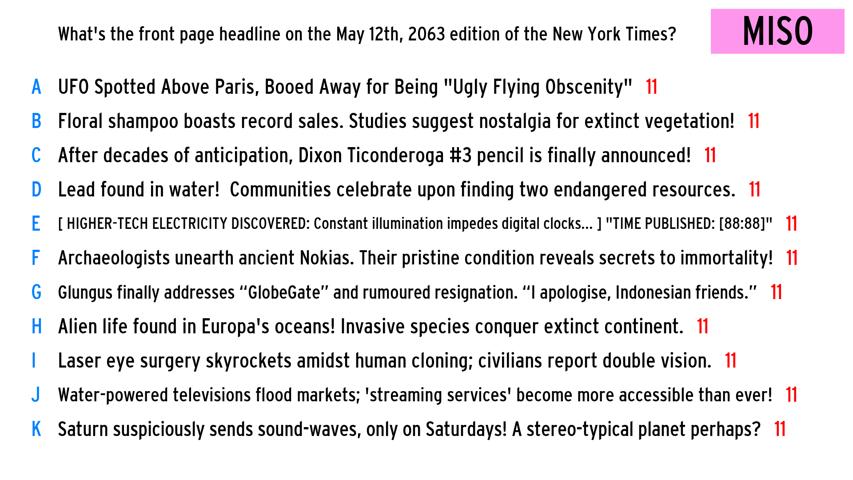 What's the front page headline on the May 12th, 2063 edition of the New York Times?
MISO
A UFO Spotted Above Paris, Booed Away for Being "Ugly Flying Obscenity" 11
B Floral shampoo boasts record sales. Studies suggest nostalgia for extinct vegetation! 11
C After decades of anticipation, Dixon Ticonderoga #3 pencil is finally announced! 11
D Lead found in water!  Communities celebrate upon finding two endangered resources. 11
E [ HIGHER-TECH ELECTRICITY DISCOVERED: Constant illumination impedes digital clocks... ] "TIME PUBLISHED: [88:88]" 11
F Archaeologists unearth ancient Nokias. Their pristine condition reveals secrets to immortality! 11
G Glungus finally addresses “GlobeGate” and rumoured resignation. “I apologise, Indonesian friends.” 11
H Alien life found in Europa's oceans! Invasive species conquer extinct continent. 11
I Laser eye surgery skyrockets amidst human cloning; civilians report double vision. 11
J Water-powered televisions flood markets; 'streaming services' become more accessible than ever! 11
K Saturn suspiciously sends sound-waves, only on Saturdays! A stereo-typical planet perhaps? 11